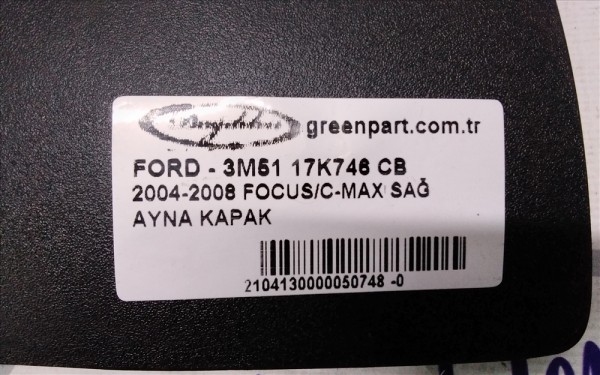 greenpart.com.tr
FORD - 3M51 17K746 CB
2004-2008 FOCUS/C-MAX SAĞ
AYNA KAPAK
2104130000050748 -0